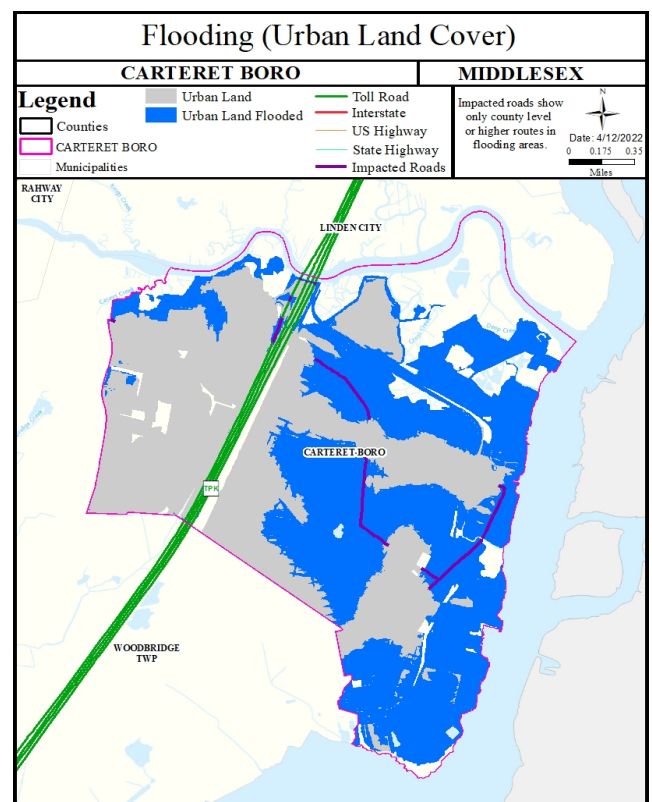 Flooding (Urban Land Cover)
CARTERET BORO
MIDDLESEX
Legend
Counties
CARTERET BORO
Municipalities
Urban Land
Urban Land Flooded
Toll Road
Interstate
US Highway
State Highway
Impacted Roads
Impacted roads show
only county level
or higher routes in
flooding areas.
N
Date: 4/12/2022
0 0.175 0.35
Miles
RAHWAY
CITY
LINDEN CITY
Creek
Deep Creek
CARTERET BORO
TPK
WOODBRIDGE
TWP